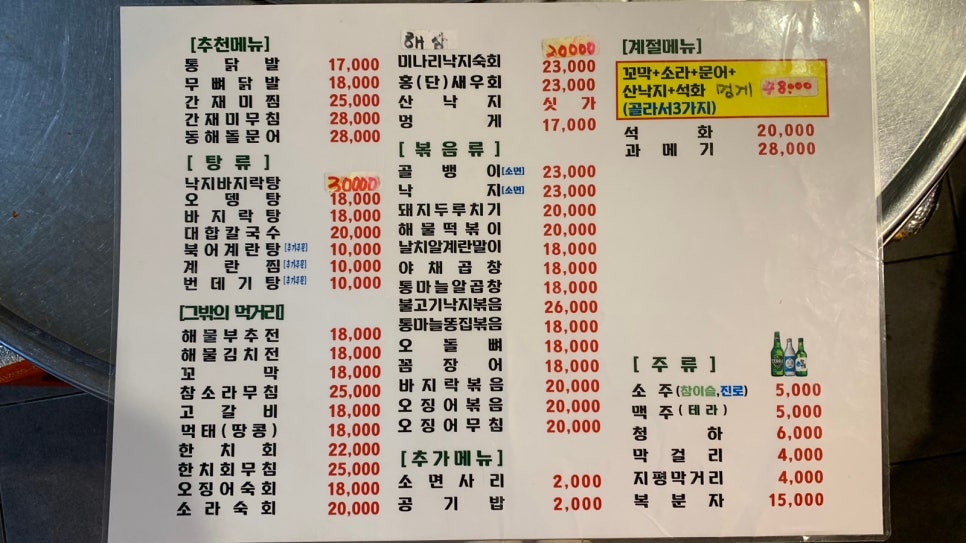 [추천메뉴]
통 닭 발 17,000
무 뼈 닭 발 18,000
간 재 미 찜 25,000
간재미무침 28,000
동해돌문어 28,000
[ 탕 류 ]
낙지바지락탕 30000
오 뎅 탕 18,000
바 지 락 탕 18,000
대합칼국수 20,000
북어계란탕[추가주문] 10,000
계 란 찜[추가주문] 10,000
번데기탕[추가주문] 10,000
[그밖의 먹거리]
해물부추전 18,000
해물김치전 18,000
꼬 막 18,000
참소라무침 25,000
고 갈 비 18,000
먹태(땅콩) 18,000
한 치 회 22,000
한치회무침 25,000
오징어숙회 18,000
소라숙회 20,000
해삼 20000
미나리낙지숙회 23,000
홍(단)새우회 23,000
산 낙 지 싯 가
멍 게 17,000
[ 볶음류 ]
골 뱅 이[소면] 23,000
낙 지[소면] 23,000
돼지두루치기 20,000
해물떡볶이 20,000
날치알계란말이 18,000
야채곱창 18,000
통마늘알곱창 18,000
불고기낙지볶음 26,000
통마늘똥집볶음 18,000
오 돌 뼈 18,000
꼼 장 어 18,000
바지락볶음 20,000
오징어볶음 20,000
오징어무침 20,000
[추가메뉴]
소면사리 2,000
공 기 밥 2,000
[계절메뉴]
꼬막+소라+문어+
산낙지+석화 멍게 48000
(골라서3가지)
석 화 20,000
과 메 기 28,000
[ 주 류 ]
소 주(참이슬,진로) 5,000
맥 주(테라) 5,000
청 하 6,000
막 걸 리 4,000
지평막거리 4,000
복 분 자 15,000